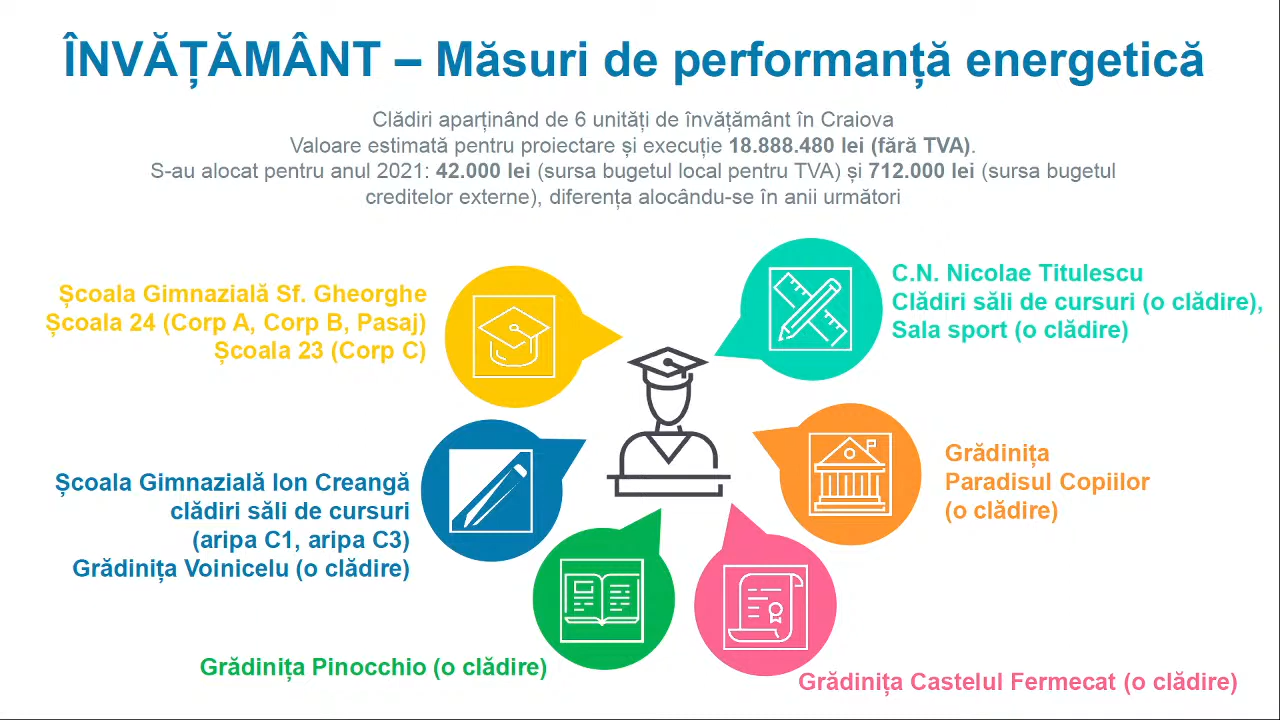 ÎNVĂȚĂMÂNT – Măsuri de performanță energetică
Clădiri aparținând de 6 unități de învățământ în Craiova
Valoare estimată pentru proiectare și execuție 18.888.480 lei (fără TVA).
S-au alocat pentru anul 2021: 42.000 lei (sursa bugetul local pentru TVA) și 712.000 lei (sursa bugetul
creditelor externe), diferența alocându-se în anii următori
Școala Gimnazială Sf. Gheorghe
Școala 24 (Corp A, Corp B, Pasaj)
Școala 23 (Corp C)
C.N. Nicolae Titulescu
Clădiri săli de cursuri (o clădire),
Sala sport (o clădire)
Școala Gimnazială Ion Creangă
clădiri săli de cursuri
(aripa C1, aripa C3)
Grădinița Voinicelu (o clădire)
Grădinița
Paradisul Copiilor
(o clădire)
Grădinița Pinocchio (o clădire)
Grădinița Castelul Fermecat (o clădire)